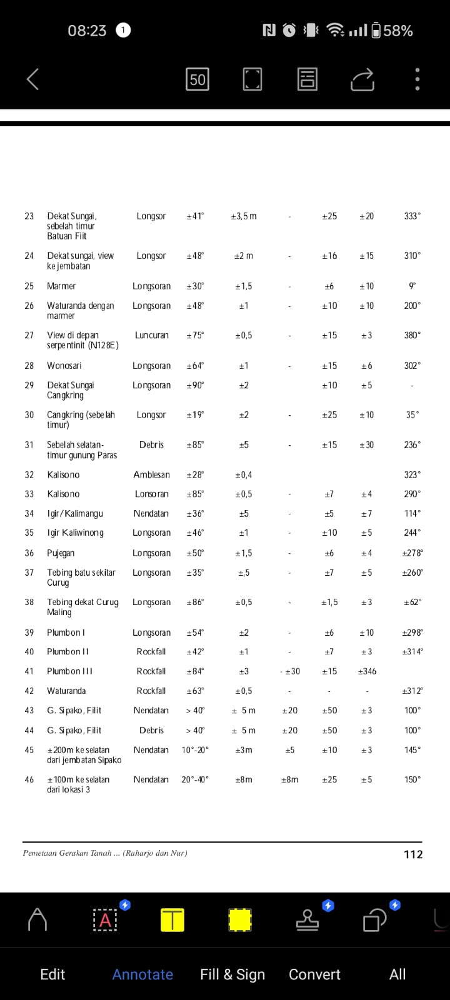 08:23 1 58%
50
23 Dekat Sungai, Longsor ±41° ±3,5 m - ±25 ±20 333°
sebelah timur
Batuan Fiit
24 Dekat sungai, view Longsor ±48° ±2 m - ±16 ±15 310°
ke jembatan
25 Marmer Longsoran ±30° ±1,5 - ±6 ±10 9°
26 Waturanda dengan Longsoran ±48° ±1 - ±10 ±10 200°
marmer
27 View di depan Luncuran ±75° ±0,5 - ±15 ±3 380°
serpentinit (N128E)
28 Wonosari Longsoran ±64° ±1 - ±15 ±6 302°
29 Dekat Sungai Longsoran ±90° ±2 ±10 ±5 -
Cangkring
30 Cangkring (sebelah Longsor ±19° ±2 - ±25 ±10 35°
timur)
31 Sebelah selatan- Debris ±85° ±5 - ±15 ±30 236°
timur gunung Paras
32 Kalisono Amblesan ±28° ±0,4 323°
33 Kalisono Lonsoran ±85° ±0,5 - ±7 ±4 290°
34 Igir/Kalimangu Nendatan ±36° ±5 - ±5 ±7 114°
35 Igir Kaliwinong Longsoran ±46° ±1 - ±10 ±5 244°
36 Pujegan Longsoran ±50° ±1,5 - ±6 ±4 ±278°
37 Tebing batu sekitar Longsoran ±35° ±,5 - ±7 ±5 ±260°
Curug
38 Tebing dekat Curug Longsoran ±86° ±0,5 - ±1,5 ±3 ±62°
Maling
39 Plumbon I Longsoran ±54° ±2 - ±6 ±10 ±298°
40 Plumbon II Rockfall ±42° ±1 - ±7 ±3 ±314°
41 Plumbon III Rockfall ±84° ±3 - ±30 ±15 ±346
42 Waturanda Rockfall ±63° ±0,5 - - - ±312°
43 G. Sipako, Filit Nendatan > 40° ± 5 m ±20 ±50 ±3 100°
44 G. Sipako, Filit Debris > 40° ± 5 m ±20 ±50 ±3 100°
45 ±200m ke selatan Nendatan 10°-20° ±3m ±5 ±10 ±3 145°
dari jembatan Sipako
46 ±100m ke selatan Nendatan 20°-40° ±8m ±8m ±25 ±5 150°
dari lokasi 3
Pemetaan Gerakan Tanah ... (Raharjo dan Nur) 112
A T
Edit Annotate Fill & Sign Convert All